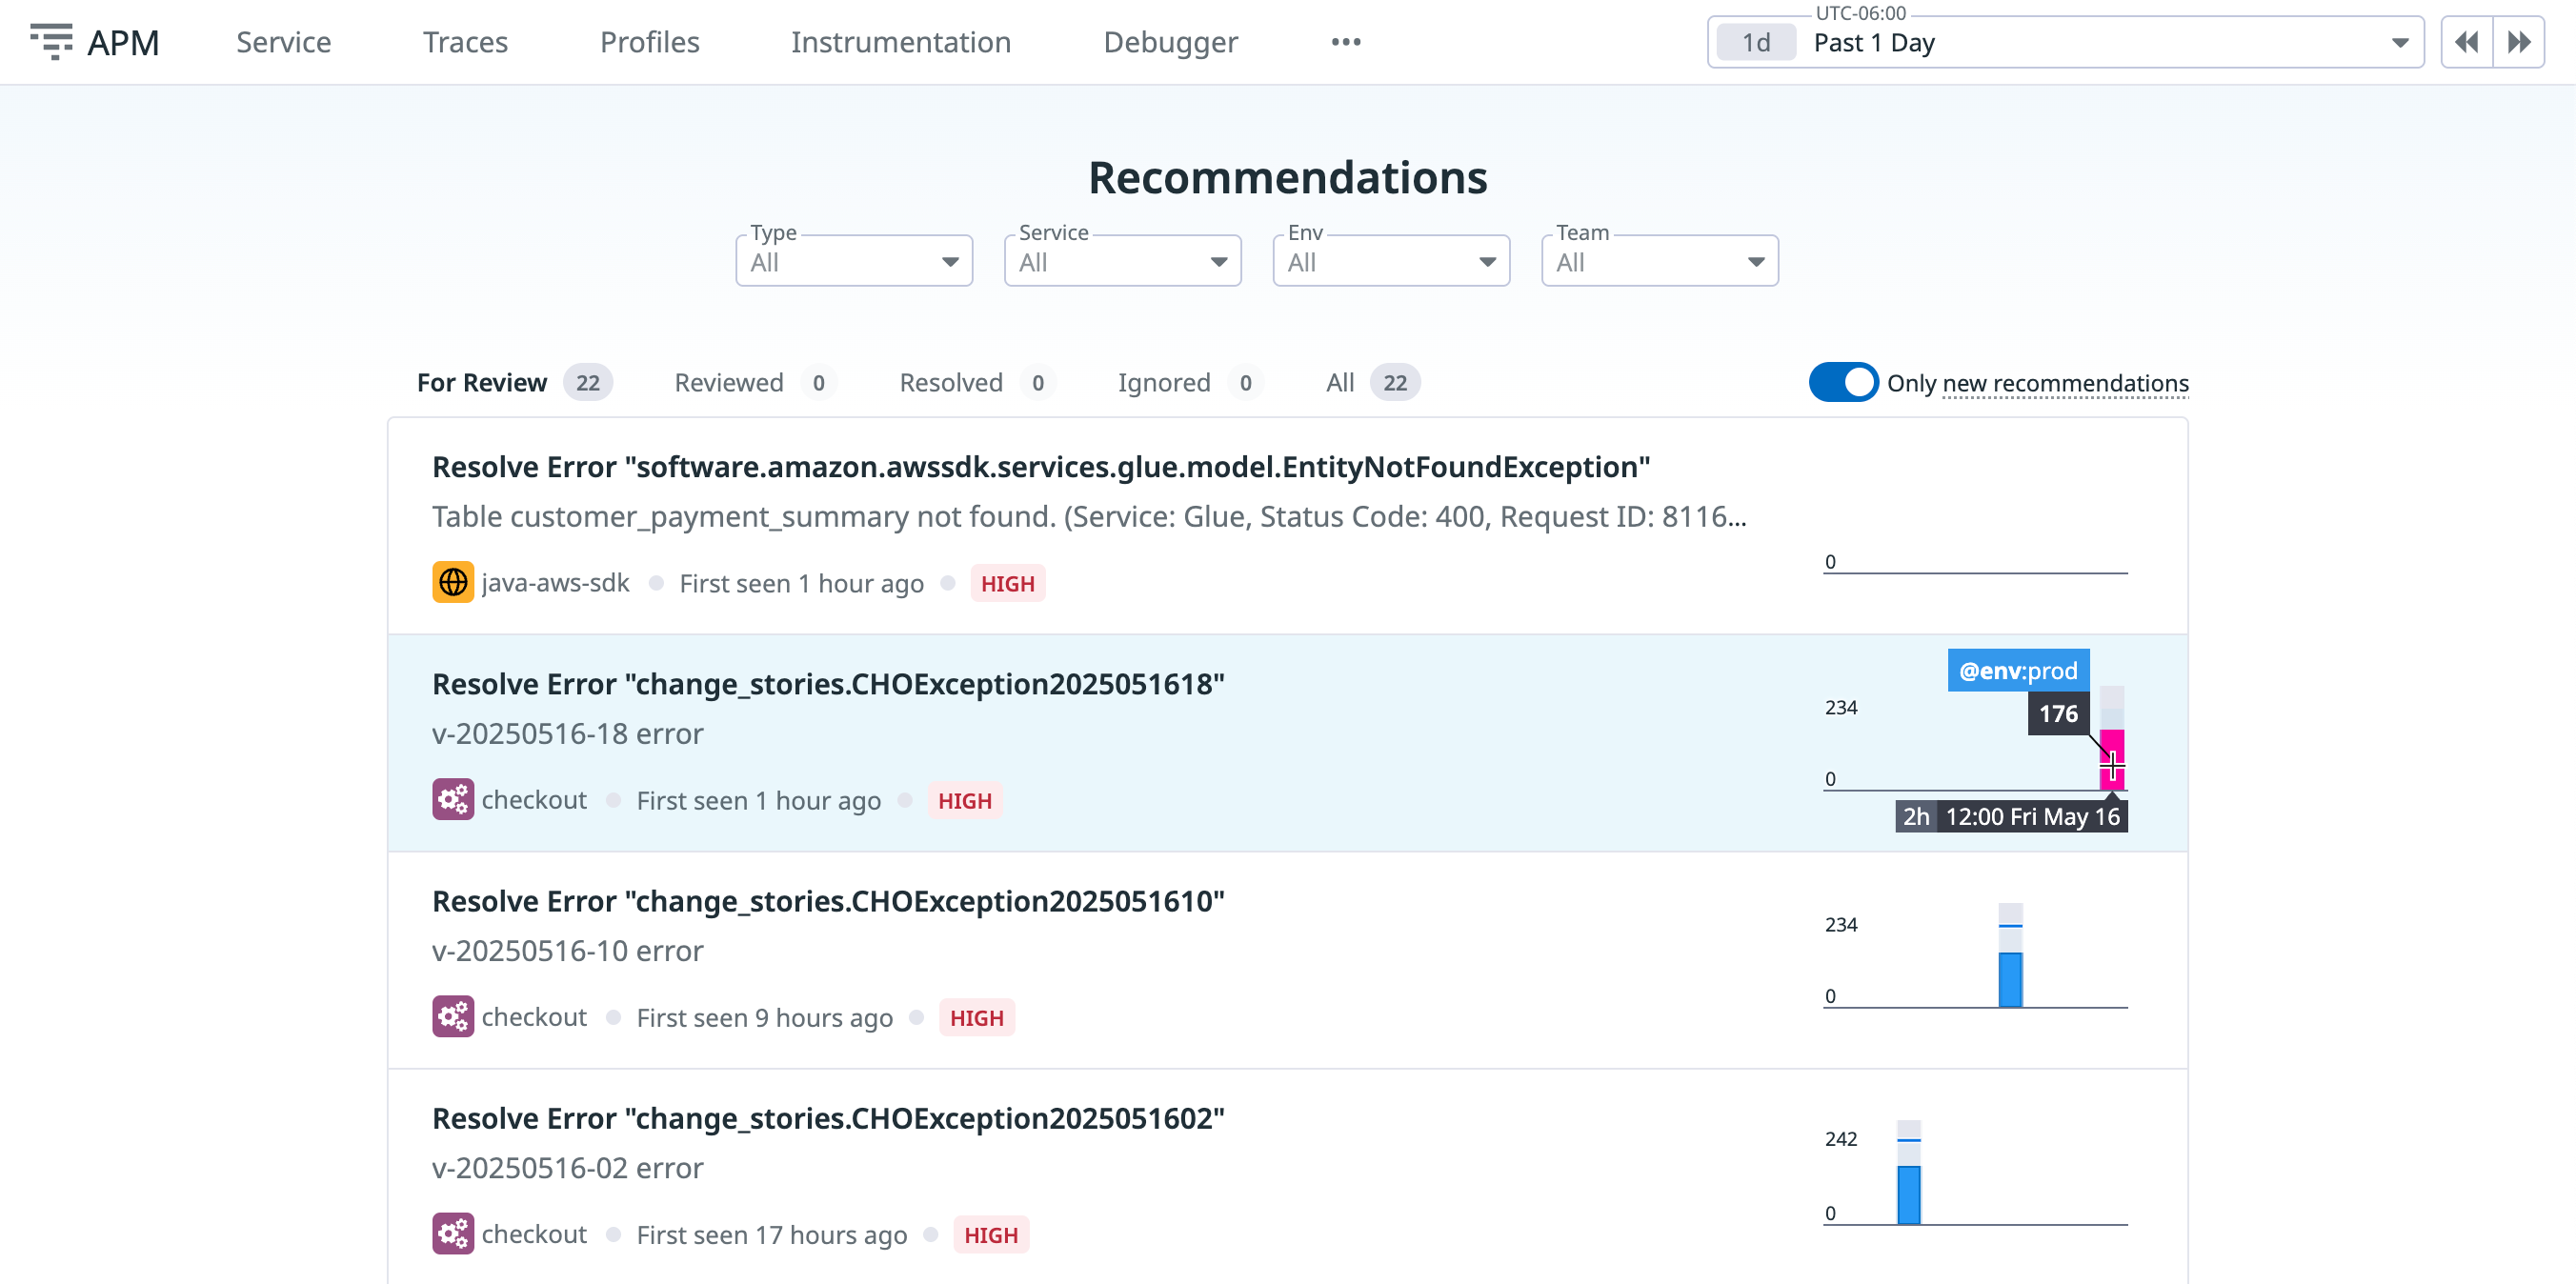 APM
Service
Traces
Profiles
Instrumentation
Debugger
UTC-06:00
1d Past 1 Day
Recommendations
Type
All
Service
All
Env
All
Team
All
For Review 22
Reviewed 0
Resolved 0
Ignored 0
All 22
Only new recommendations
Resolve Error "software.amazon.awssdk.services.glue.model.EntityNotFoundException"
Table customer_payment_summary not found. (Service: Glue, Status Code: 400, Request ID: 8116...
java-aws-sdk First seen 1 hour ago HIGH
0
Resolve Error "change_stories.CHOException2025051618"
v-20250516-18 error
checkout First seen 1 hour ago HIGH
@env:prod
234
176
0
2h 12:00 Fri May 16
Resolve Error "change_stories.CHOException2025051610"
v-20250516-10 error
checkout First seen 9 hours ago HIGH
234
0
Resolve Error "change_stories.CHOException2025051602"
v-20250516-02 error
checkout First seen 17 hours ago HIGH
242
0